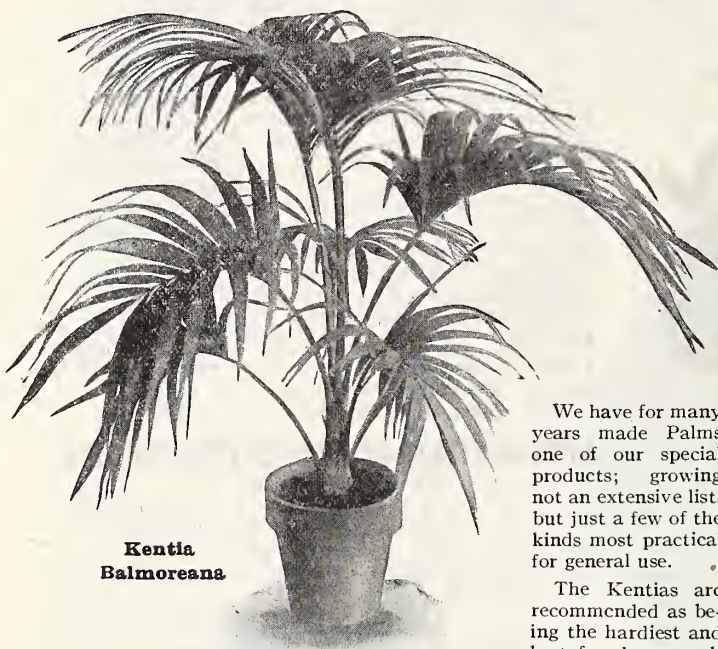 Kentia
Balmoreana
We have for many
years made Palms
one of our special
products; growing
not an extensive list,
but just a few of the
kinds most practical
for general use.
The Kentias are
recommended as be-
ing the hardiest and